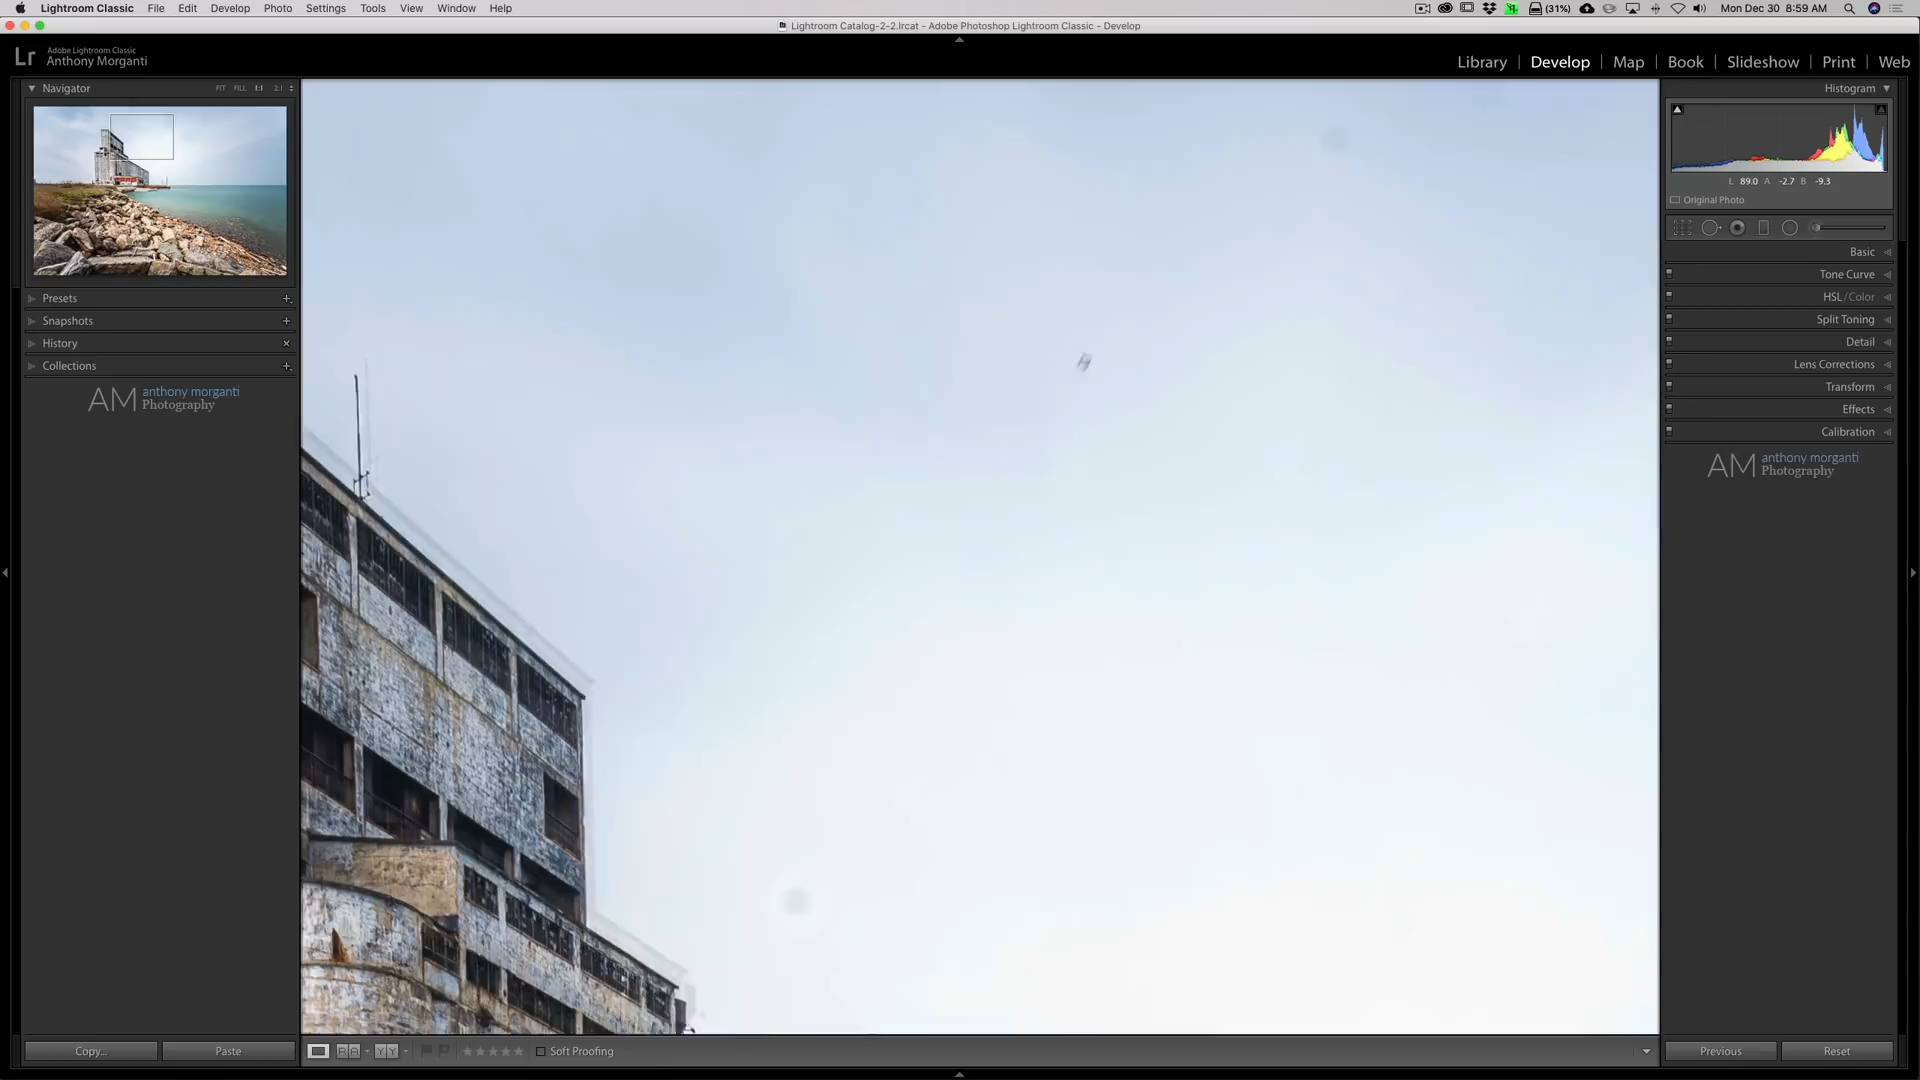 Lightroom Classic File Edit Develop Photo Settings Tools View Window Help (31%) Mon Dec 30 8:59 AM
Lightroom Catalog-2-2.lrcat - Adobe Photoshop Lightroom Classic - Develop
Lr Adobe Lightroom Classic
Anthony Morganti
Library | Develop | Map | Book | Slideshow | Print | Web
Navigator FIT FILL 1:1 2:1
Histogram
L 89.0 A -2.7 B -9.3
Original Photo
Basic
Tone Curve
HSL / Color
Split Toning
Detail
Lens Corrections
Transform
Effects
Calibration
AM anthony morganti
Photography
Presets
Snapshots
History
Collections
AM anthony morganti
Photography
Copy... Paste
Soft Proofing
Previous Reset